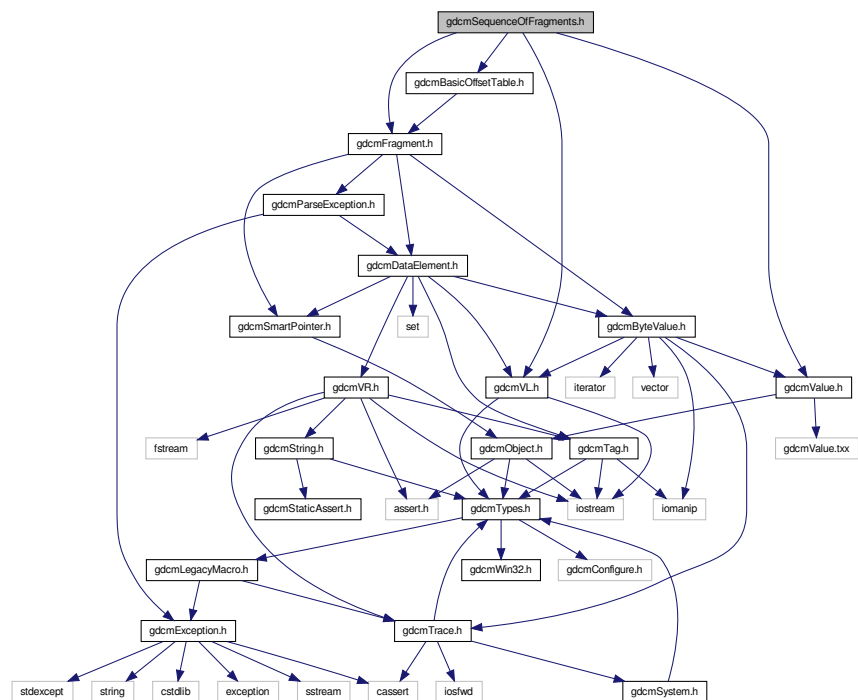 gdcmSequenceOfFragments.h
gdcmBasicOffsetTable.h
gdcmFragment.h
gdcmParseException.h
gdcmDataElement.h
gdcmSmartPointer.h
set
gdcmByteValue.h
gdcmVR.h
gdcmVL.h
iterator
vector
gdcmValue.h
fstream
gdcmString.h
gdcmObject.h
gdcmTag.h
gdcmValue.txx
gdcmStaticAssert.h
assert.h
gdcmTypes.h
iostream
iomanip
gdcmLegacyMacro.h
gdcmWin32.h
gdcmConfigure.h
gdcmException.h
gdcmTrace.h
stdexcept
string
cstdlib
exception
sstream
cassert
iosfwd
gdcmSystem.h